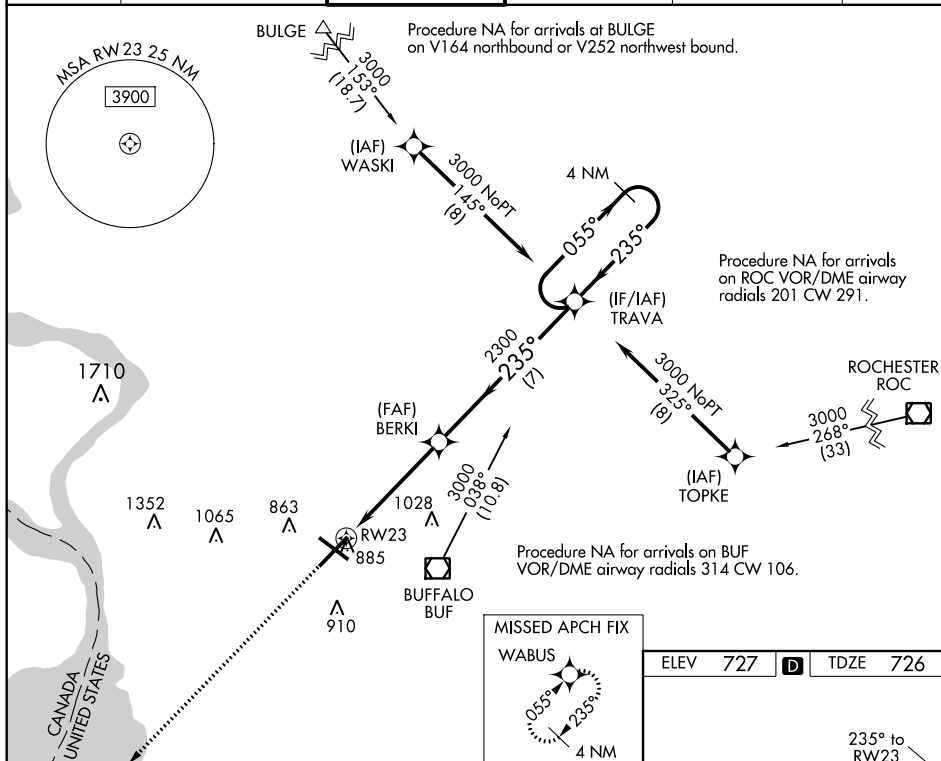 BULGE
Procedure NA for arrivals at BULGE
on V164 northbound or V252 northwest bound.
MSA RW23 25 NM
3900
3000
153°
(18.7)
(IAF)
WASKI
3000 NoPT
145°
(8)
4 NM
055°
235°
Procedure NA for arrivals
on ROC VOR/DME airway
radials 201 CW 291.
(IF/IAF)
TRAVA
2300
235°
(7)
1710
3000 NoPT
325°
(8)
ROCHESTER
ROC
3000
268°
(33)
(FAF)
BERKI
(IAF)
TOPKE
3000
038°
(10.8)
1352
1065
863
1028
RW23
885
Procedure NA for arrivals on BUF
VOR/DME airway radials 314 CW 106.
BUFFALO
BUF
910
MISSED APCH FIX
WABUS
055°
235°
4 NM
ELEV 727 D TDZE 726
CANADA
UNITED STATES
235° to
RW23